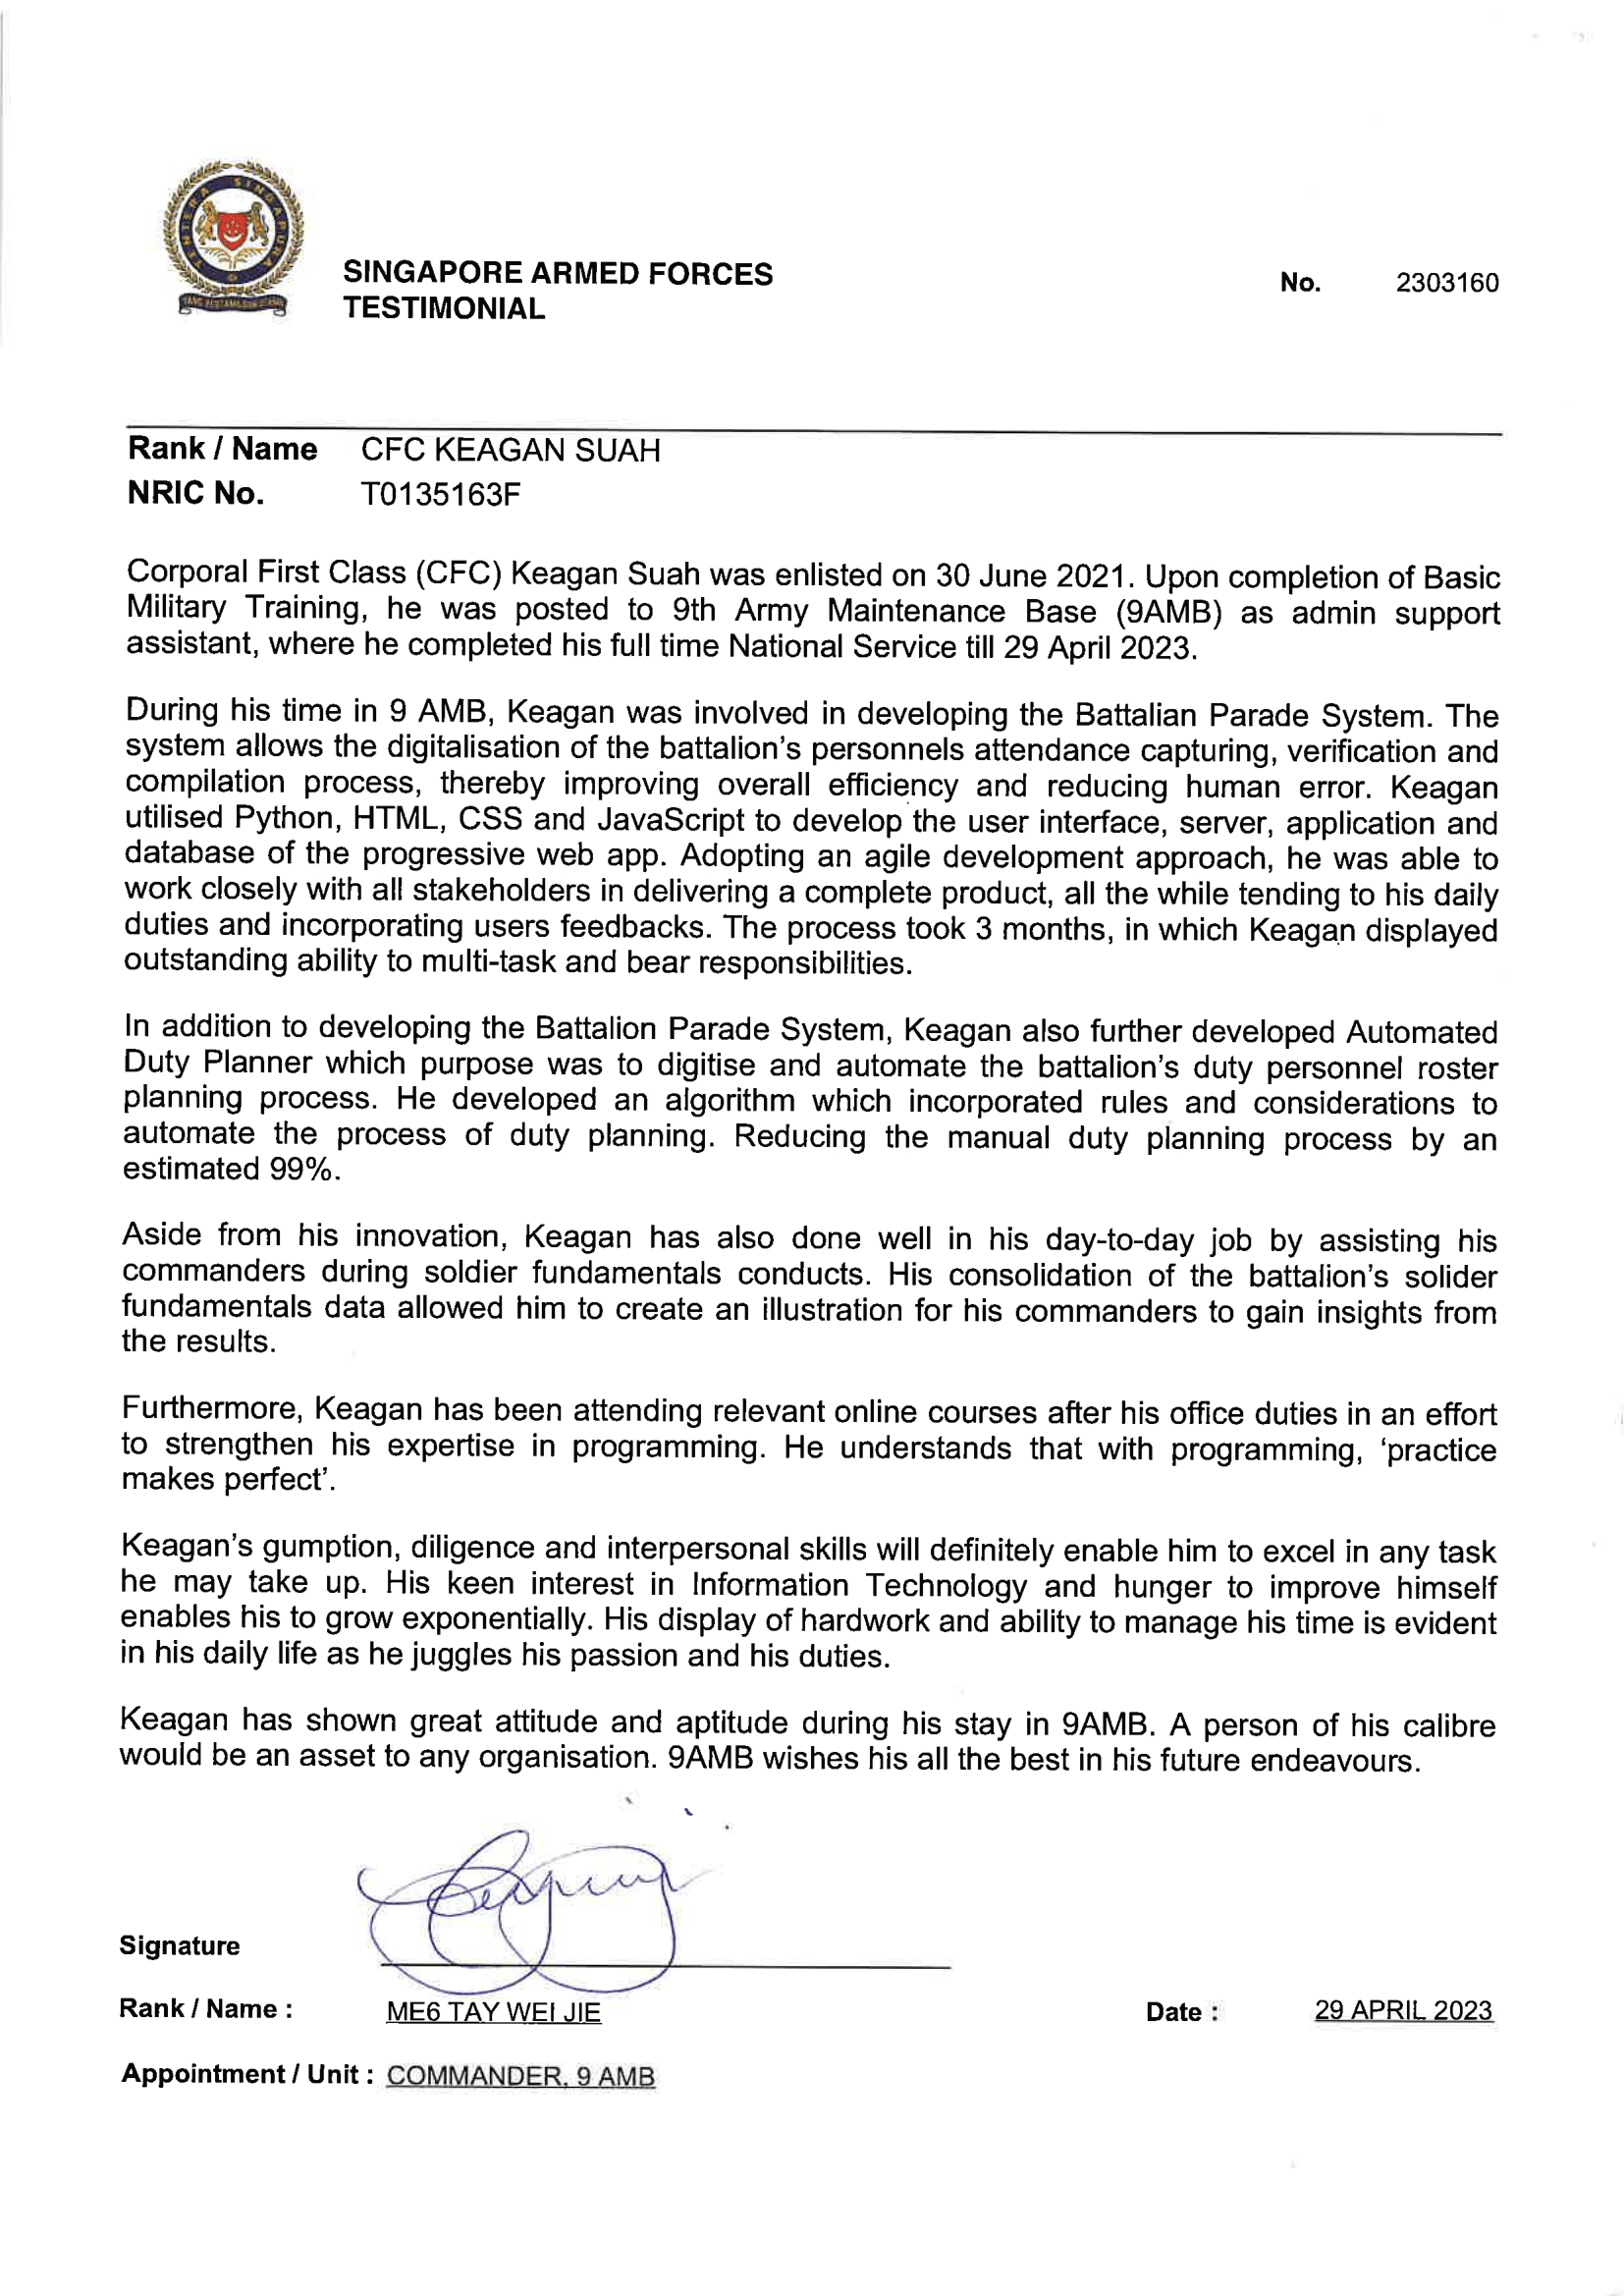 TENTERA SINGAPURA
SINGAPORE ARMED FORCES
TESTIMONIAL
No. 2303160
Rank / Name CFC KEAGAN SUAH
NRIC No. T0135163F
Corporal First Class (CFC) Keagan Suah was enlisted on 30 June 2021. Upon completion of Basic
Military Training, he was posted to 9th Army Maintenance Base (9AMB) as admin support
assistant, where he completed his full time National Service till 29 April 2023.
During his time in 9 AMB, Keagan was involved in developing the Battalian Parade System. The
system allows the digitalisation of the battalion's personnels attendance capturing, verification and
compilation process, thereby improving overall efficiency and reducing human error. Keagan
utilised Python, HTML, CSS and JavaScript to develop the user interface, server, application and
database of the progressive web app. Adopting an agile development approach, he was able to
work closely with all stakeholders in delivering a complete product, all the while tending to his daily
duties and incorporating users feedbacks. The process took 3 months, in which Keagan displayed
outstanding ability to multi-task and bear responsibilities.
In addition to developing the Battalion Parade System, Keagan also further developed Automated
Duty Planner which purpose was to digitise and automate the battalion's duty personnel roster
planning process. He developed an algorithm which incorporated rules and considerations to
automate the process of duty planning. Reducing the manual duty planning process by an
estimated 99%.
Aside from his innovation, Keagan has also done well in his day-to-day job by assisting his
commanders during soldier fundamentals conducts. His consolidation of the battalion's solider
fundamentals data allowed him to create an illustration for his commanders to gain insights from
the results.
Furthermore, Keagan has been attending relevant online courses after his office duties in an effort
to strengthen his expertise in programming. He understands that with programming, 'practice
makes perfect'.
Keagan's gumption, diligence and interpersonal skills will definitely enable him to excel in any task
he may take up. His keen interest in Information Technology and hunger to improve himself
enables his to grow exponentially. His display of hardwork and ability to manage his time is evident
in his daily life as he juggles his passion and his duties.
Keagan has shown great attitude and aptitude during his stay in 9AMB. A person of his calibre
would be an asset to any organisation. 9AMB wishes his all the best in his future endeavours.
Signature
Rank / Name : ME6 TAY WEI JIE
Date : 29 APRIL 2023
Appointment / Unit : COMMANDER, 9 AMB